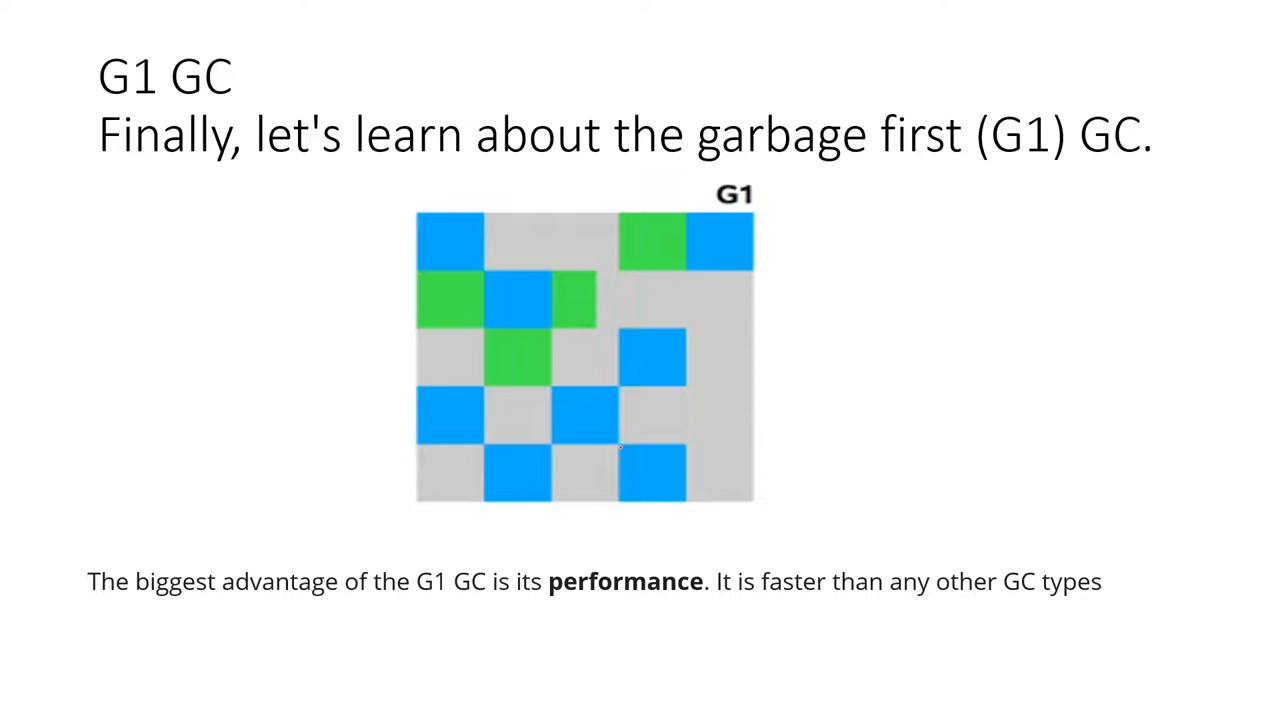 G1 GC
Finally, let's learn about the garbage first (G1) GC.
G1
The biggest advantage of the G1 GC is its performance. It is faster than any other GC types